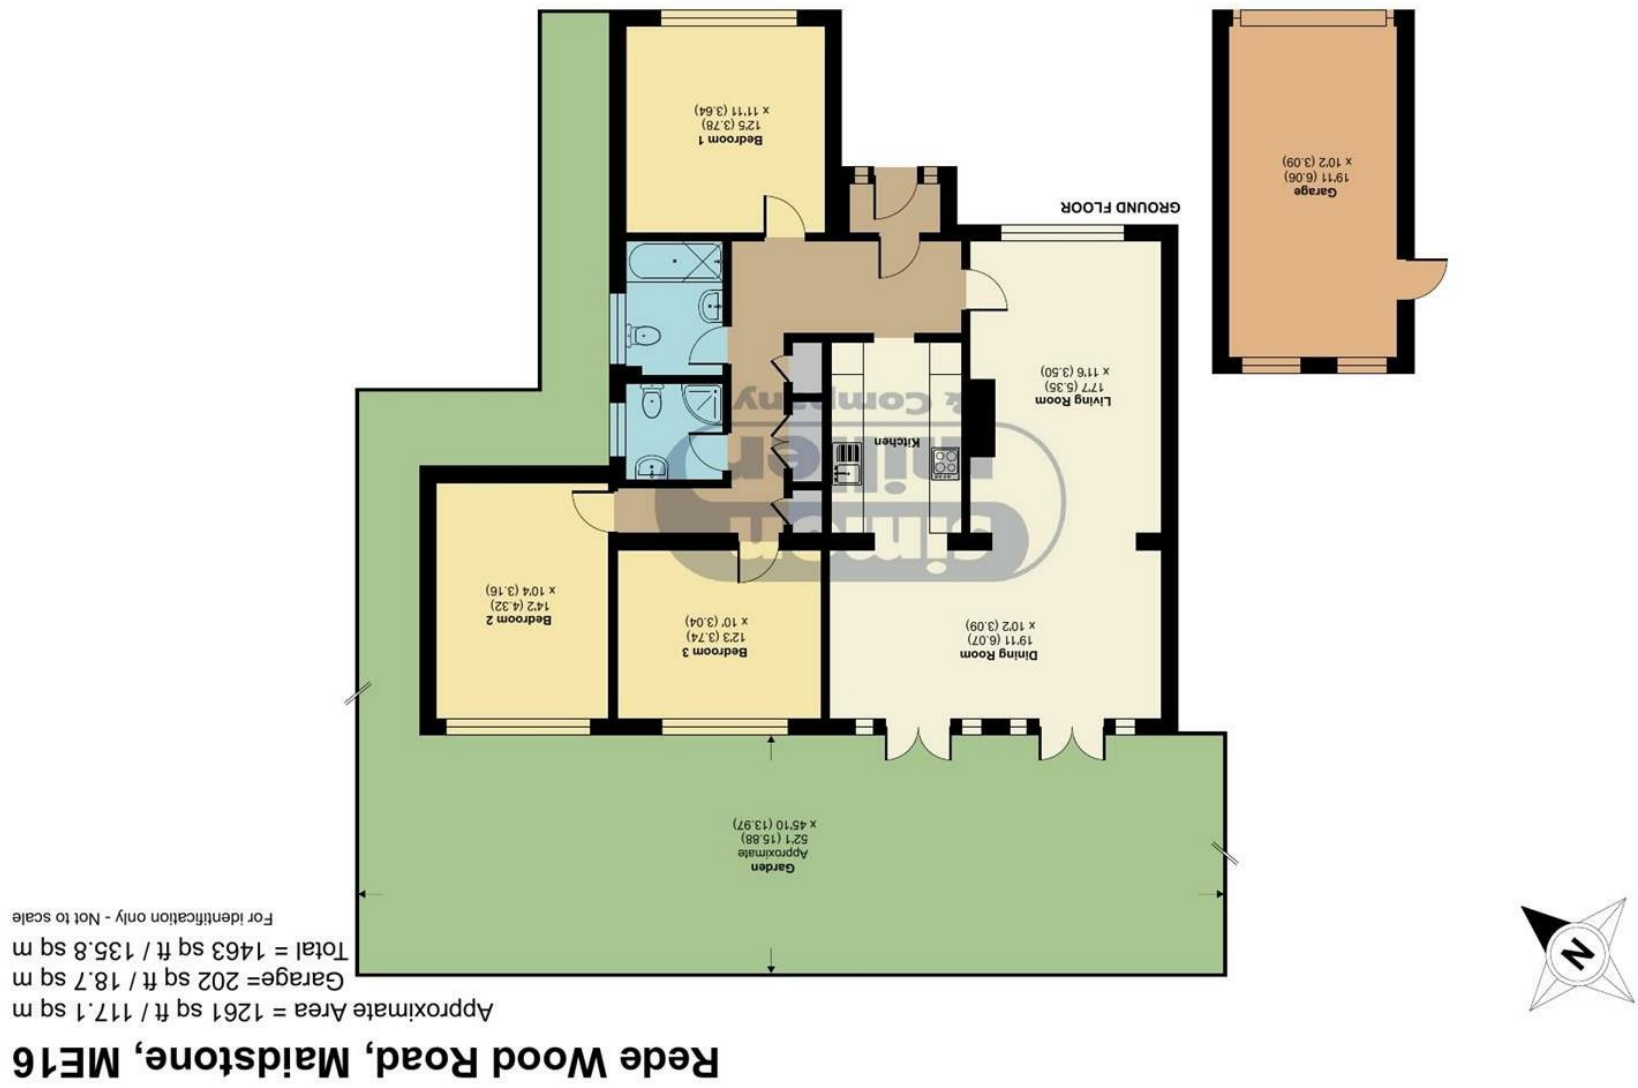 Rede Wood Road, Maidstone, ME16
Approximate Area = 1261 sq ft / 117.1 sq m
Garage= 202 sq ft / 18.7 sq m
Total = 1463 sq ft / 135.8 sq m
For identification only - Not to scale
N
Garden
Approximate
52'1 (15.88)
x 45'10 (13.97)
Dining Room
19'11 (6.07)
x 10'2 (3.09)
Bedroom 3
12'3 (3.74)
x 10' (3.04)
Bedroom 2
14'2 (4.32)
x 10'4 (3.16)
simon
miller
& Company
Kitchen
Living Room
17'7 (5.35)
x 11'6 (3.50)
GROUND FLOOR
Garage
19'11 (6.06)
x 10'2 (3.09)
Bedroom 1
12'5 (3.78)
x 11'11 (3.64)